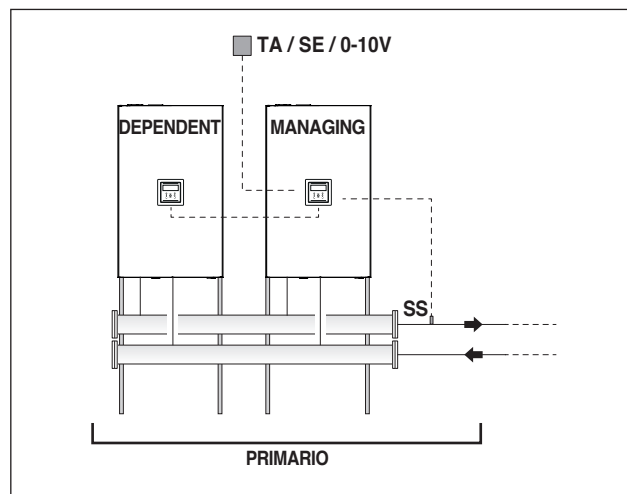 TA / SE / 0-10V
DEPENDENT
MANAGING
SS
PRIMARIO